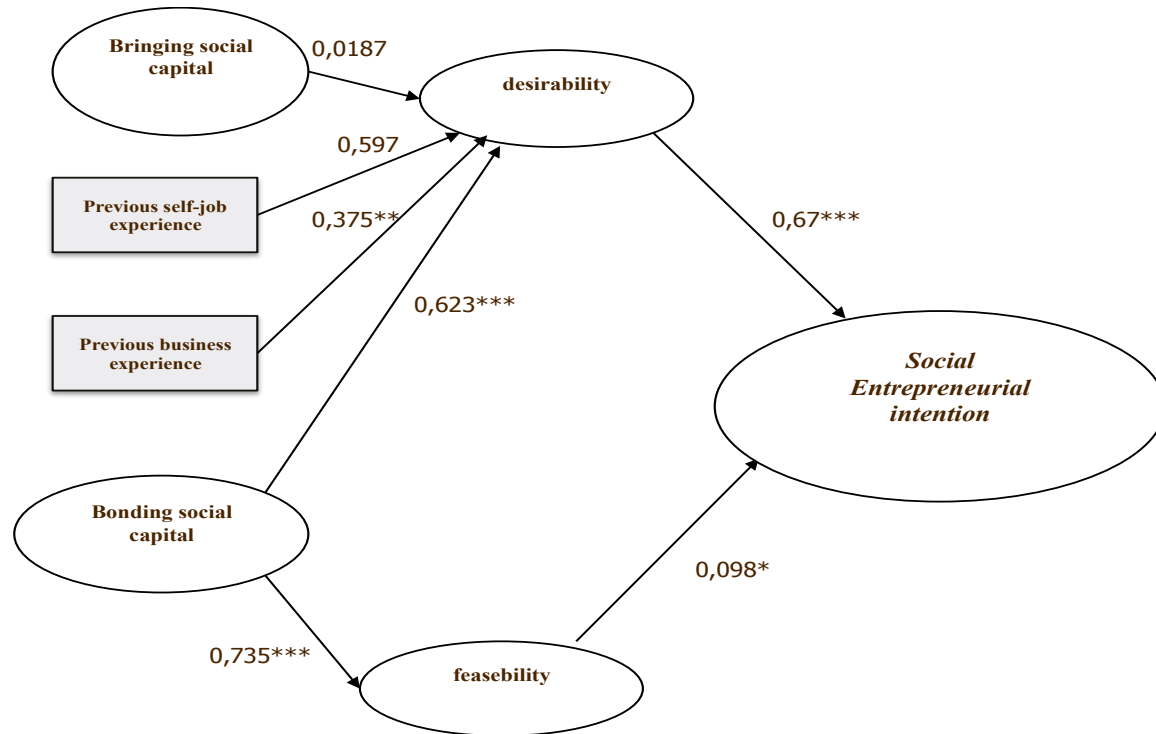 Bringing social
capital
0,0187
desirability
0,597
Previous self-job
experience
0,375**
0,67***
0,623***
Previous business
experience
Social
Entrepreneurial
intention
Bonding social
capital
0,098*
0,735***
feasebility